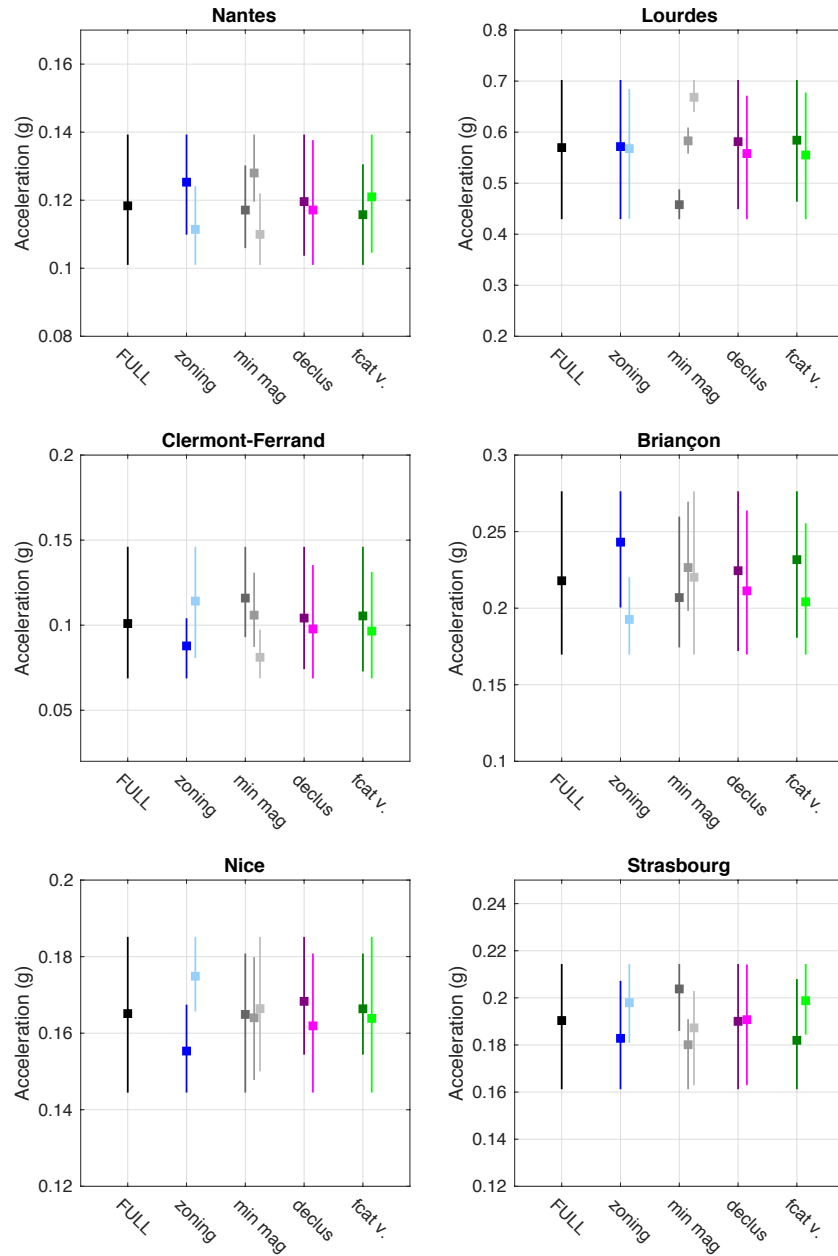 Nantes
Acceleration (g)
0.16
0.14
0.12
0.1
0.08
FULL
zoning
min mag
declus
fcat v.
Lourdes
Acceleration (g)
0.8
0.7
0.6
0.5
0.4
0.3
0.2
FULL
zoning
min mag
declus
fcat v.
Clermont-Ferrand
Acceleration (g)
0.2
0.15
0.1
0.05
FULL
zoning
min mag
declus
fcat v.
Briançon
Acceleration (g)
0.3
0.25
0.2
0.15
0.1
FULL
zoning
min mag
declus
fcat v.
Nice
Acceleration (g)
0.2
0.18
0.16
0.14
0.12
FULL
zoning
min mag
declus
fcat v.
Strasbourg
Acceleration (g)
0.24
0.22
0.2
0.18
0.16
0.14
0.12
FULL
zoning
min mag
declus
fcat v.